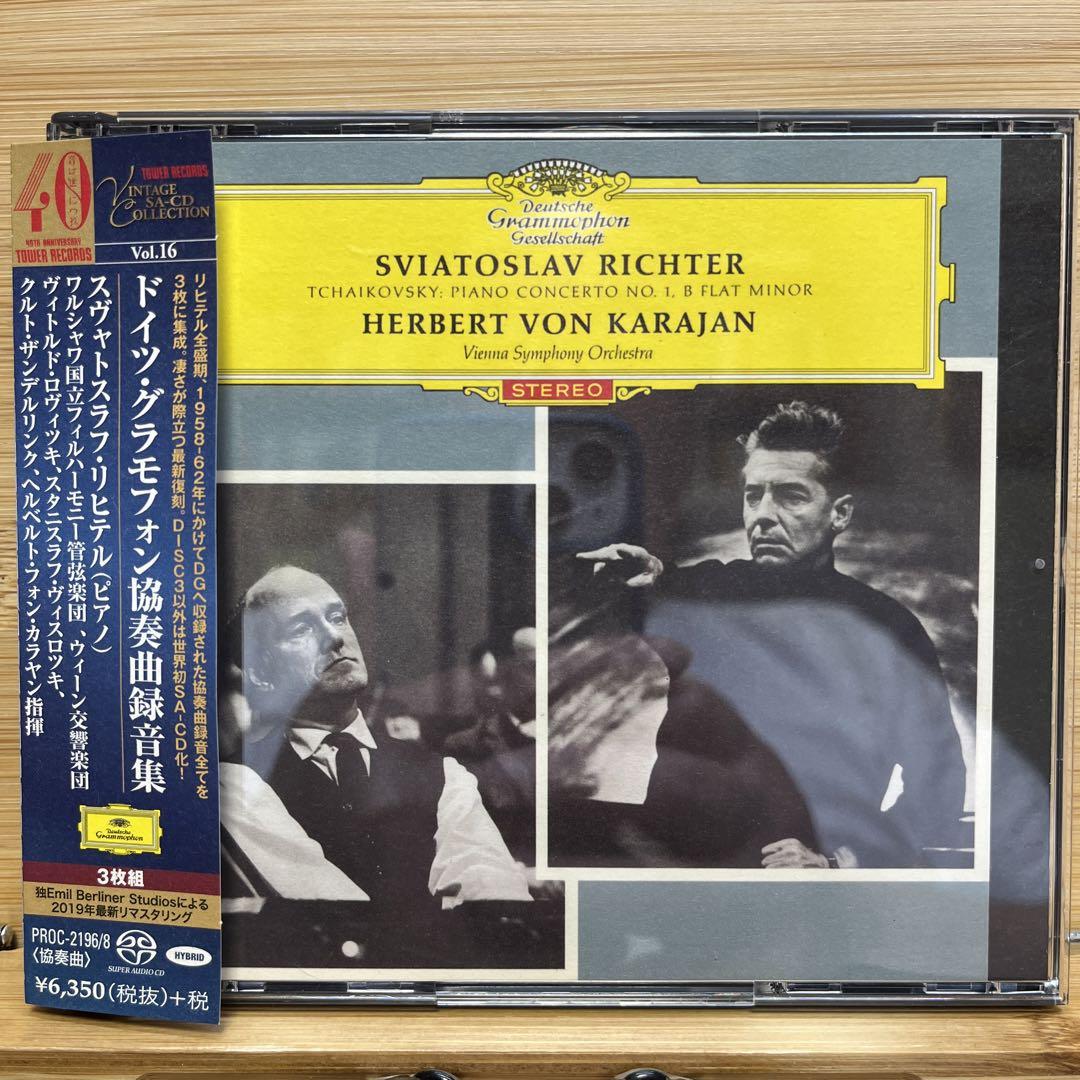 40
音は まにつれ
40TH ANNIVERSARY
TOWER RECORDS
TOWER RECORDS
VINTAGE
SA-CD
COLLECTION
Vol.16
リヒテル全盛期、1958-62年にかけてDGへ収録された協奏曲録音全てを
3枚に集成。凄さが際立つ最新復刻。DISC3以外は世界初SA-CD化!
ドイツ・グラモフォン協奏曲録音集
スヴャトスラフ・リヒテル(ピアノ)
ワルシャワ国立フィルハーモニー管弦楽団、ウィーン交響楽団
ヴィトルド・ロヴィツキ、スタニスラフ・ヴィスロツキ、
クルト・ザンデルリンク、ヘルベルト・フォン・カラヤン指揮
Deutsche
Grammophon
3枚組
独Emil Berliner Studiosによる
2019年最新リマスタリング
PROC-2196/8
〈協奏曲〉
SUPER AUDIO CD
HYBRID
¥6,350(税抜)+税
Deutsche
Grammophon
Gesellschaft
SVIATOSLAV RICHTER
TCHAIKOVSKY: PIANO CONCERTO NO. 1, B FLAT MINOR
HERBERT VON KARAJAN
Vienna Symphony Orchestra
STEREO